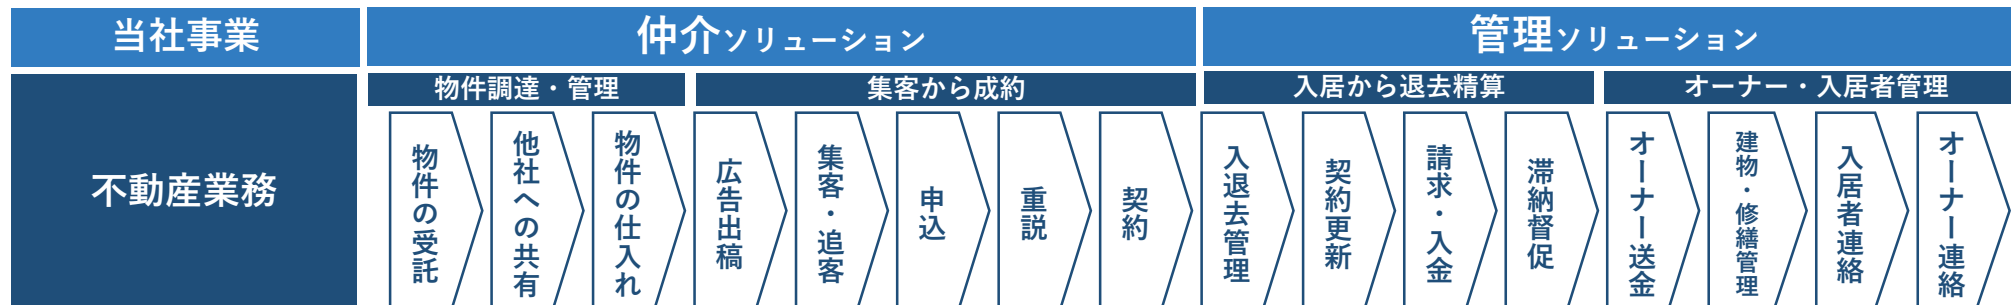 当社事業
仲介ソリューション
管理ソリューション
不動産業務
物件調達・管理
集客から成約
入居から退去精算
オーナー・入居者管理
物件の受託
他社への共有
物件の仕入れ
広告出稿
集客・追客
申込
重説
契約
入退去管理
契約更新
請求・入金
滞納督促
オーナー送金
建物・修繕管理
入居者連絡
オーナー連絡